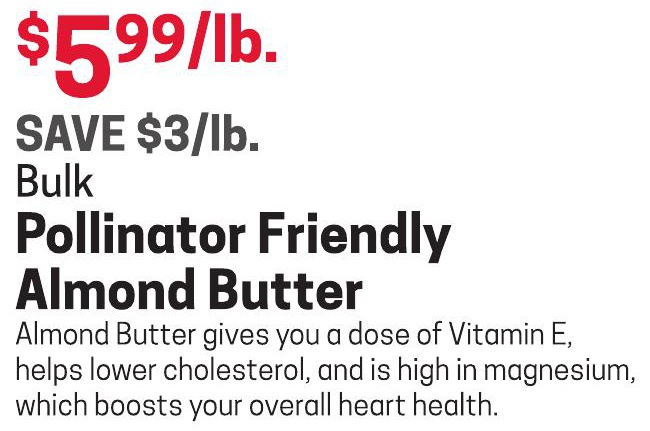 $5 99/lb.
SAVE $3/lb.
Bulk
Pollinator Friendly
Almond Butter
Almond Butter gives you a dose of Vitamin E,
helps lower cholesterol, and is high in magnesium,
which boosts your overall heart health.